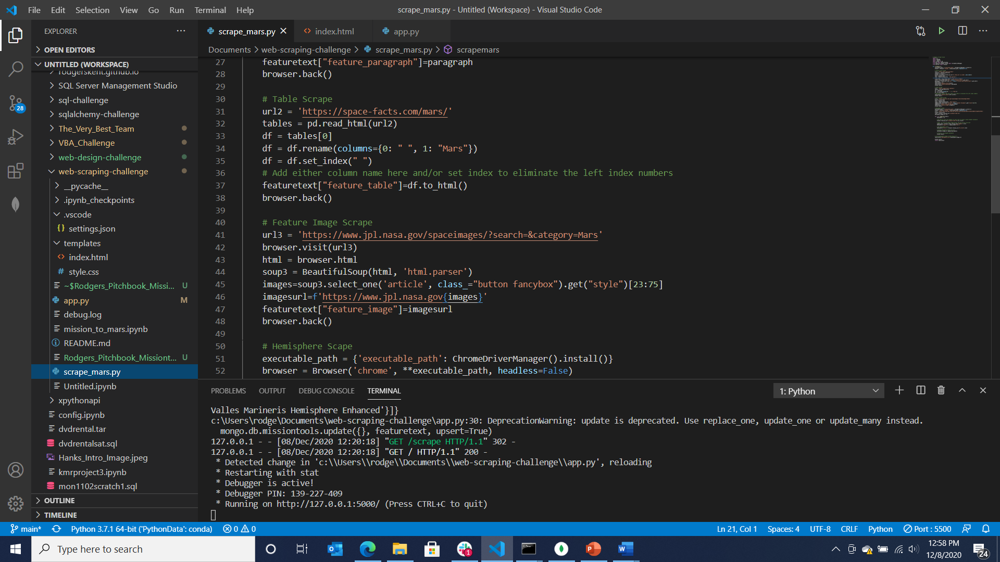 File Edit Selection View Go Run Terminal Help
scrape_mars.py - Untitled (Workspace) - Visual Studio Code
EXPLORER
OPEN EDITORS
UNTITLED (WORKSPACE)
rodgerskent.github.io
SQL Server Management Studio
sql-challenge
sqlalchemy-challenge
The_Very_Best_Team
VBA_Challenge
web-design-challenge
web-scraping-challenge
__pycache__
.ipynb_checkpoints
.vscode
settings.json
templates
index.html
style.css
~$Rodgers_Pitchbook_Missi... U
app.py M
debug.log
mission_to_mars.ipynb
README.md
Rodgers_Pitchbook_Missiont... U
scrape_mars.py
Untitled.ipynb
xpythonapi
config.ipynb
dvdrental.tar
dvdrentalsat.sql
Hanks_Intro_Image.jpeg
kmrproject3.ipynb
mon1102scratch1.sql
OUTLINE
TIMELINE
28
scrape_mars.py index.html app.py
Documents > web-scraping-challenge > scrape_mars.py > scrapemars
27 featuretext["feature_paragraph"]=paragraph
28 browser.back()
29
30 # Table Scrape
31 url2 = 'https://space-facts.com/mars/'
32 tables = pd.read_html(url2)
33 df = tables[0]
34 df = df.rename(columns={0: " ", 1: "Mars"})
35 df = df.set_index(" ")
36 # Add either column name here and/or set index to eliminate the left index numbers
37 featuretext["feature_table"]=df.to_html()
38 browser.back()
39
40 # Feature Image Scrape
41 url3 = 'https://www.jpl.nasa.gov/spaceimages/?search=&category=Mars'
42 browser.visit(url3)
43 html = browser.html
44 soup3 = BeautifulSoup(html, 'html.parser')
45 images=soup3.select_one('article', class_="button fancybox").get("style")[23:75]
46 imagesurl=f'https://www.jpl.nasa.gov{images}'
47 featuretext["feature_image"]=imagesurl
48 browser.back()
49
50 # Hemisphere Scape
51 executable_path = {'executable_path': ChromeDriverManager().install()}
52 browser = Browser('chrome', **executable_path, headless=False)
PROBLEMS OUTPUT DEBUG CONSOLE TERMINAL
1: Python
Valles Marineris Hemisphere Enhanced'}]}
c:\Users\rodge\Documents\web-scraping-challenge\app.py:30: DeprecationWarning: update is deprecated. Use replace_one, update_one or update_many instead.
mongo.db.missiontools.update({}, featuretext, upsert=True)
127.0.0.1 - - [08/Dec/2020 12:20:18] "GET /scrape HTTP/1.1" 302 -
127.0.0.1 - - [08/Dec/2020 12:20:18] "GET / HTTP/1.1" 200 -
* Detected change in 'c:\\Users\\rodge\\Documents\\web-scraping-challenge\\app.py', reloading
* Restarting with stat
* Debugger is active!
* Debugger PIN: 139-227-409
* Running on http://127.0.0.1:5000/ (Press CTRL+C to quit)
main* Python 3.7.1 64-bit ('PythonData': conda) 0 0
Ln 21, Col 1 Spaces: 4 UTF-8 CRLF Python Port : 5500
Type here to search
1
12:58 PM
12/8/2020
24